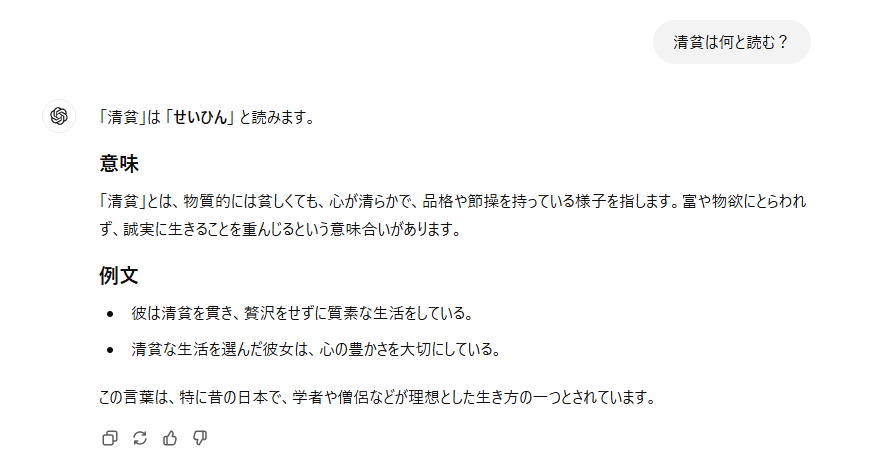 清貧は何と読む？
「清貧」は「せいひん」と読みます。
意味
「清貧」とは、物質的には貧しくても、心が清らかで、品格や節操を持っている様子を指します。富や物欲にとらわれ
ず、誠実に生きることを重んじるという意味合いがあります。
例文
• 彼は清貧を貫き、贅沢をせずに質素な生活をしている。
• 清貧な生活を選んだ彼女は、心の豊かさを大切にしている。
この言葉は、特に昔の日本で、学者や僧侶などが理想とした生き方の一つとされています。